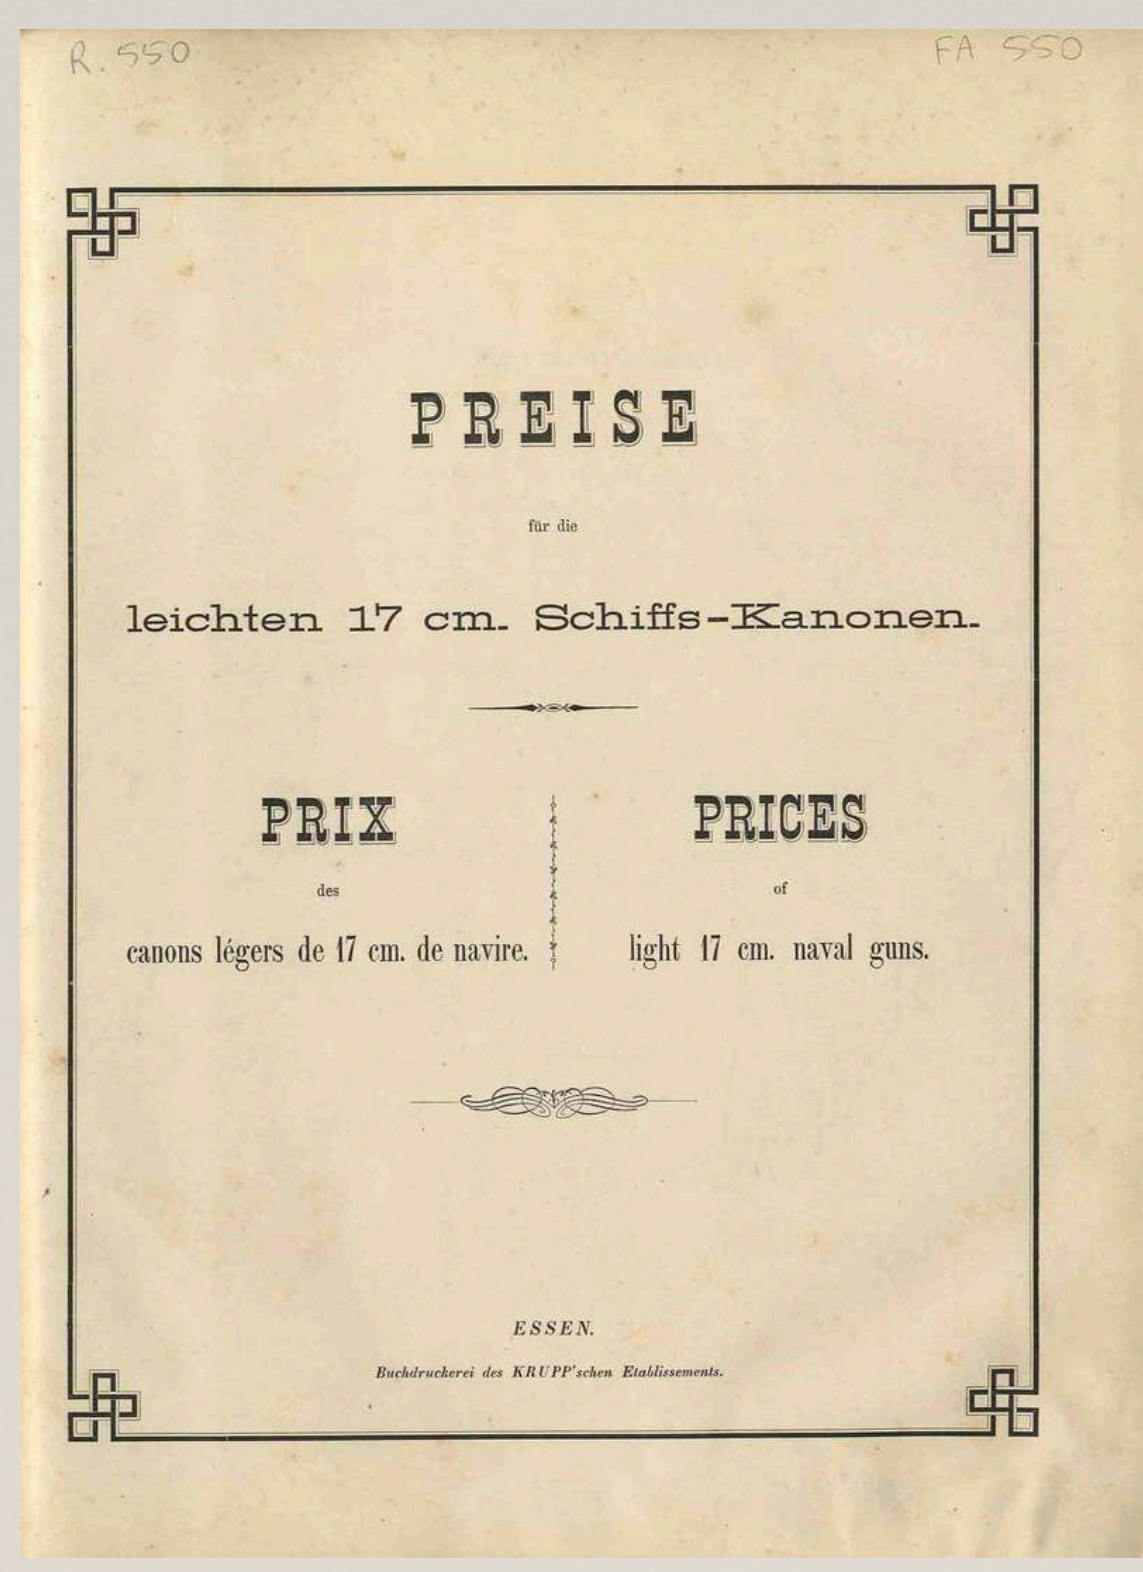 R. 550
FA 550
PREISE
für die
leichten 17 cm. Schiffs-Kanonen.
PRIX
des
canons légers de 17 cm. de navire.
PRICES
of
light 17 cm. naval guns.
ESSEN.
Buchdruckerei des KRUPP'schen Etablissements.